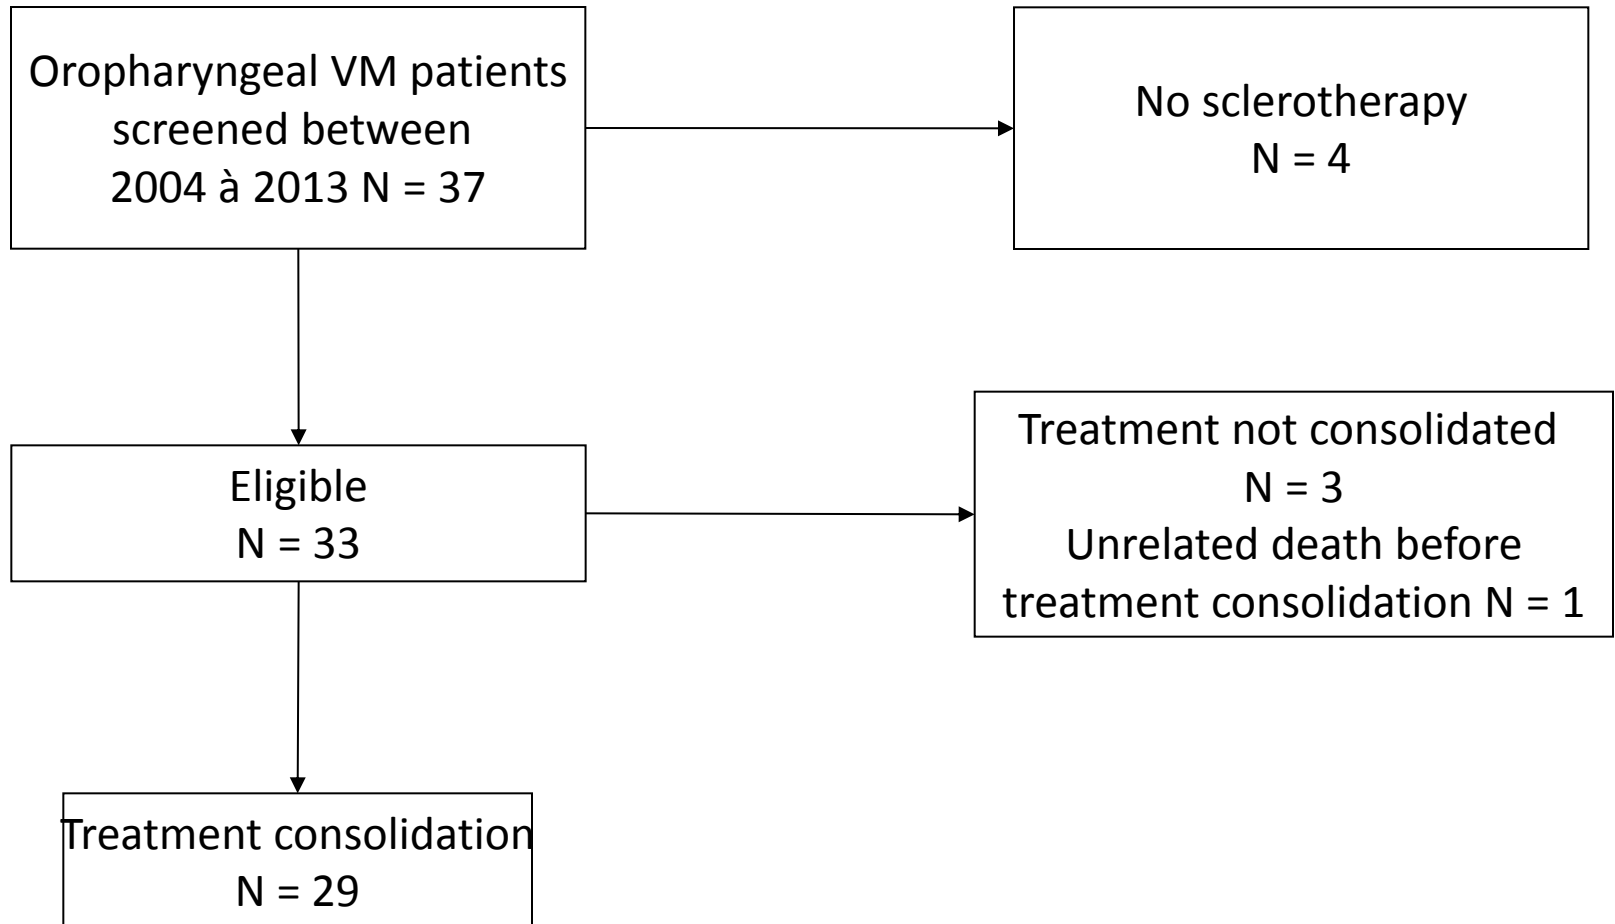 Oropharyngeal VM patients
screened between
2004 à 2013 N = 37
No sclerotherapy
N = 4
Eligible
N = 33
Treatment not consolidated
N = 3
Unrelated death before
treatment consolidation N = 1
Treatment consolidation
N = 29